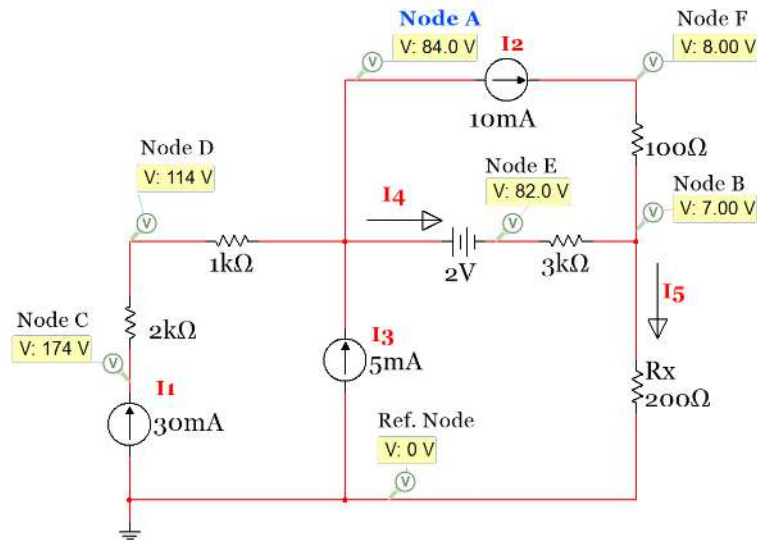 Node A
V: 84.0 V
I2
10mA
Node F
V: 8.00 V
100Ω
Node D
V: 114 V
1kΩ
I4
Node E
V: 82.0 V
2V
3kΩ
Node B
V: 7.00 V
I5
Node C
V: 174 V
2kΩ
I1
30mA
I3
5mA
Ref. Node
V: 0 V
Rx
200Ω
V
V
V
V
V
V
V